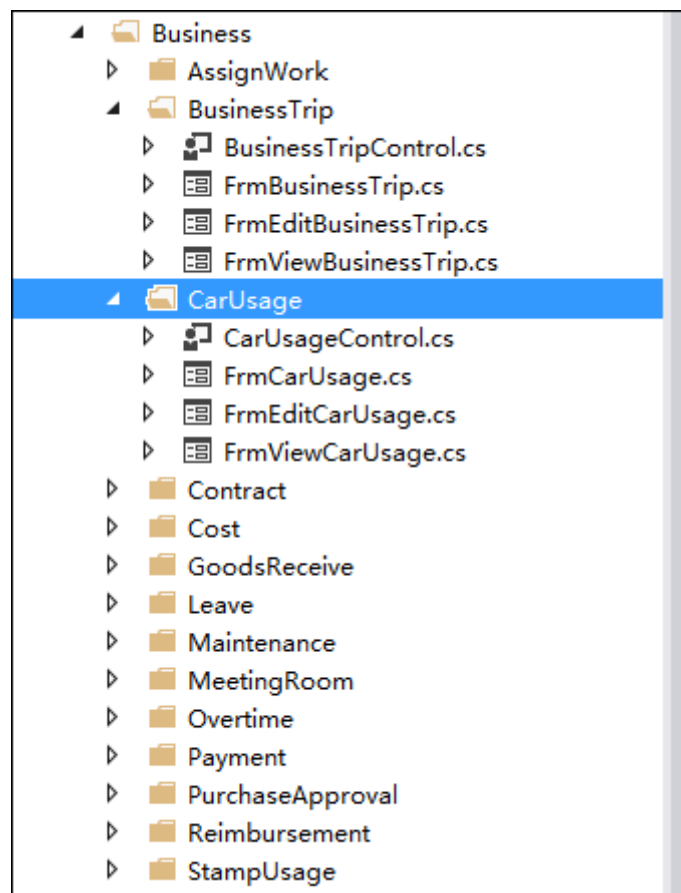 Business
AssignWork
BusinessTrip
BusinessTripControl.cs
FrmBusinessTrip.cs
FrmEditBusinessTrip.cs
FrmViewBusinessTrip.cs
CarUsage
CarUsageControl.cs
FrmCarUsage.cs
FrmEditCarUsage.cs
FrmViewCarUsage.cs
Contract
Cost
GoodsReceive
Leave
Maintenance
MeetingRoom
Overtime
Payment
PurchaseApproval
Reimbursement
StampUsage